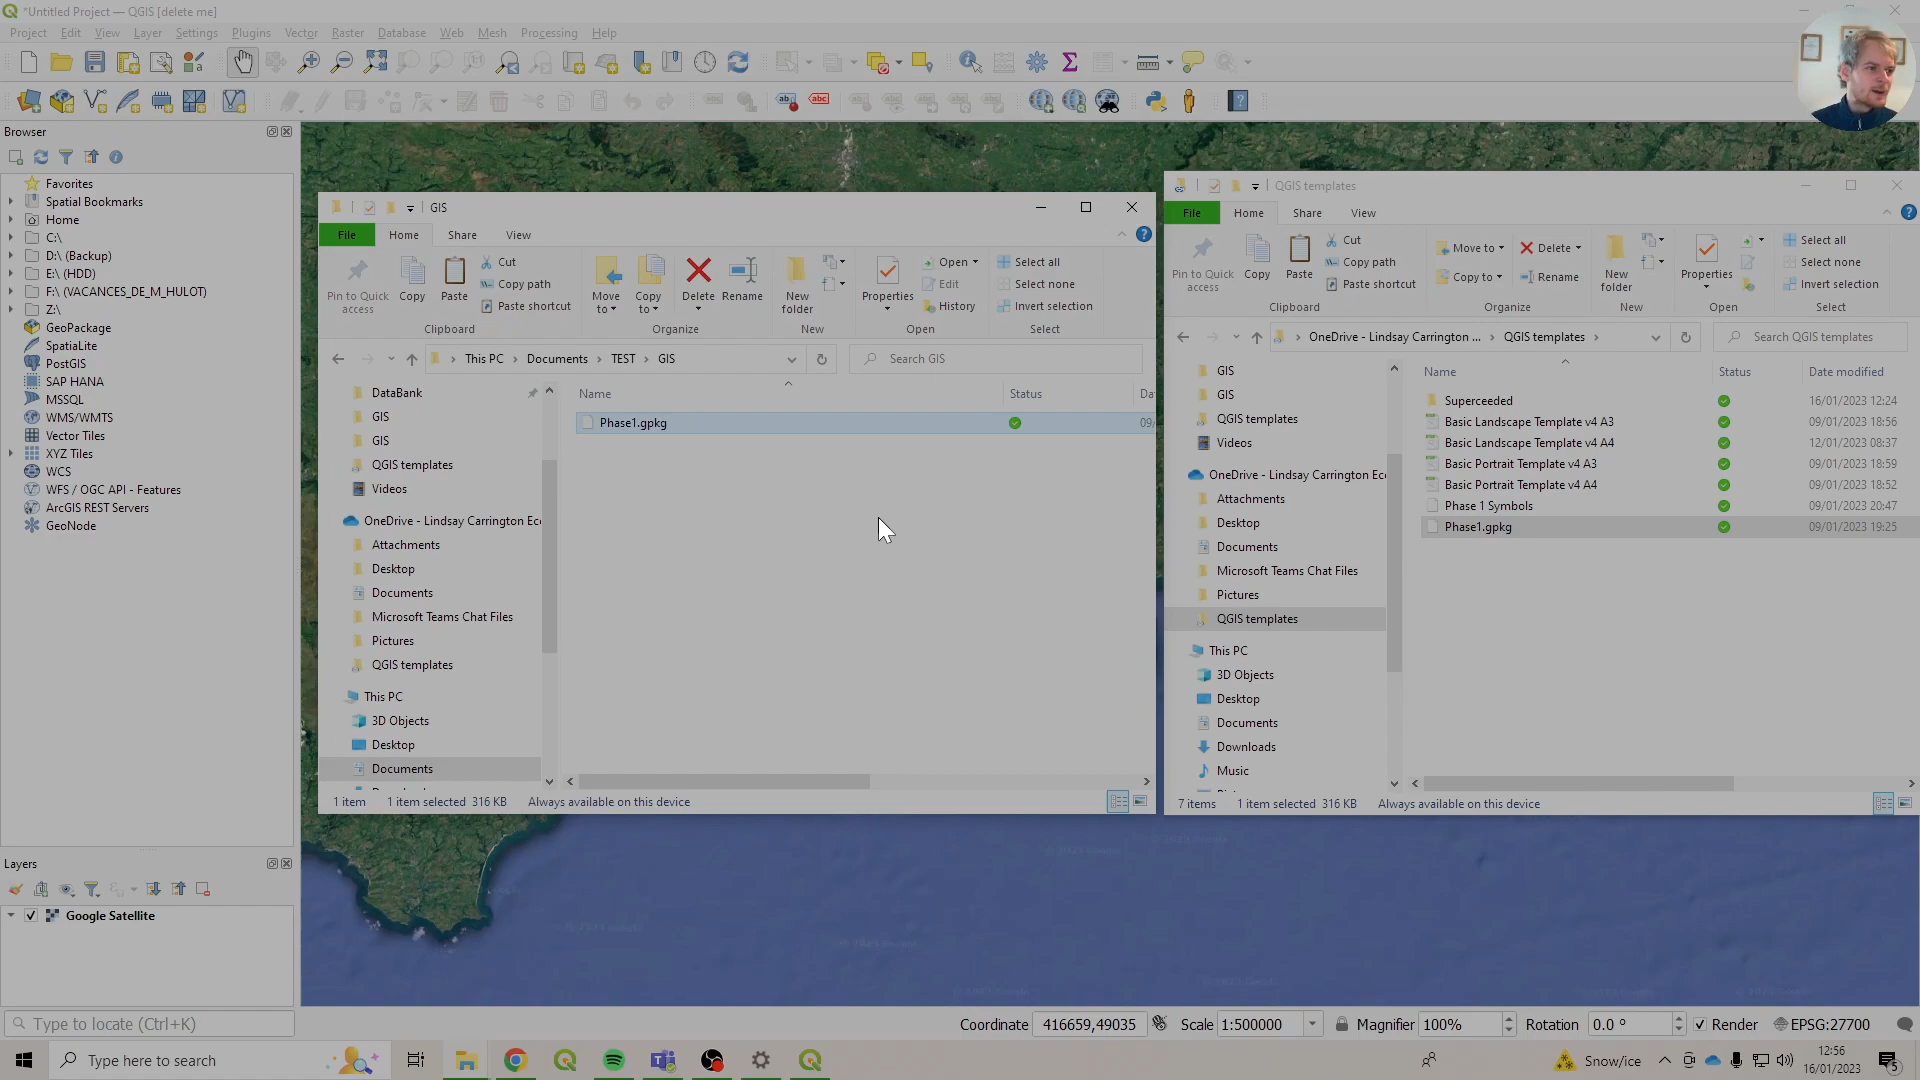 *Untitled Project — QGIS [delete me]
Project Edit View Layer Settings Plugins Vector Raster Database Web Mesh Processing Help
Browser
Favorites
Spatial Bookmarks
Home
C:\
D:\ (Backup)
E:\ (HDD)
F:\ (VACANCES_DE_M_HULOT)
Z:\
GeoPackage
SpatiaLite
PostGIS
SAP HANA
MSSQL
WMS/WMTS
Vector Tiles
XYZ Tiles
WCS
WFS / OGC API - Features
ArcGIS REST Servers
GeoNode
Layers
Google Satellite
GIS
File Home Share View
Pin to Quick access
Copy
Paste
Cut
Copy path
Paste shortcut
Clipboard
Move to
Copy to
Delete
Rename
Organize
New folder
New
Properties
Open
Edit
History
Open
Select all
Select none
Invert selection
Select
This PC > Documents > TEST > GIS
Search GIS
DataBank
GIS
GIS
QGIS templates
Videos
OneDrive - Lindsay Carrington Ec
Attachments
Desktop
Documents
Microsoft Teams Chat Files
Pictures
QGIS templates
This PC
3D Objects
Desktop
Documents
Name Status Da
Phase1.gpkg 09/
1 item 1 item selected 316 KB Always available on this device
QGIS templates
File Home Share View
Pin to Quick access
Copy
Paste
Cut
Copy path
Paste shortcut
Clipboard
Move to
Copy to
Delete
Rename
Organize
New folder
New
Properties
Open
Select all
Select none
Invert selection
Select
OneDrive - Lindsay Carrington ... > QGIS templates >
Search QGIS templates
GIS
GIS
QGIS templates
Videos
OneDrive - Lindsay Carrington Ec
Attachments
Desktop
Documents
Microsoft Teams Chat Files
Pictures
QGIS templates
This PC
3D Objects
Desktop
Documents
Downloads
Music
Name Status Date modified
Superceeded 16/01/2023 12:24
Basic Landscape Template v4 A3 09/01/2023 18:56
Basic Landscape Template v4 A4 12/01/2023 08:37
Basic Portrait Template v4 A3 09/01/2023 18:59
Basic Portrait Template v4 A4 09/01/2023 18:52
Phase 1 Symbols 09/01/2023 20:47
Phase1.gpkg 09/01/2023 19:25
7 items 1 item selected 316 KB Always available on this device
Type to locate (Ctrl+K)
Coordinate 416659,49035 Scale 1:500000 Magnifier 100% Rotation 0.0 ° Render EPSG:27700
Type here to search
Snow/ice
12:56
16/01/2023
5